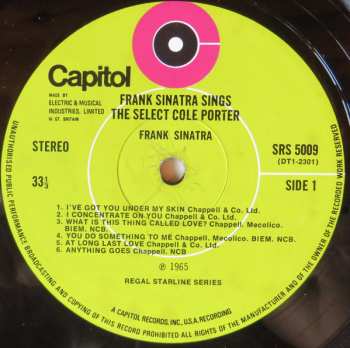 Capitol
MADE BY
ELECTRIC & MUSICAL
INDUSTRIES, LIMITED
IN GT. BRITAIN
FRANK SINATRA SINGS
THE SELECT COLE PORTER
FRANK SINATRA
STEREO
33⅓
SRS 5009
(DT1-2301)
SIDE 1
1. I'VE GOT YOU UNDER MY SKIN Chappell & Co. Ltd.
2. I CONCENTRATE ON YOU Chappell & Co. Ltd.
3. WHAT IS THIS THING CALLED LOVE? Chappell. Mecolico.
BIEM. NCB.
4. YOU DO SOMETHING TO ME Chappell. Mecolico. BIEM. NCB.
5. AT LONG LAST LOVE Chappell & Co. Ltd.
6. ANYTHING GOES Chappell. NCB
℗ 1965
REGAL STARLINE SERIES
A CAPITOL RECORDS, INC., U.S.A. RECORDING
ALL RIGHTS OF THE MANUFACTURER AND OF THE OWNER OF THE RECORDED WORK RESERVED.
UNAUTHORISED PUBLIC PERFORMANCE BROADCASTING AND COPYING OF THIS RECORD PROHIBITED